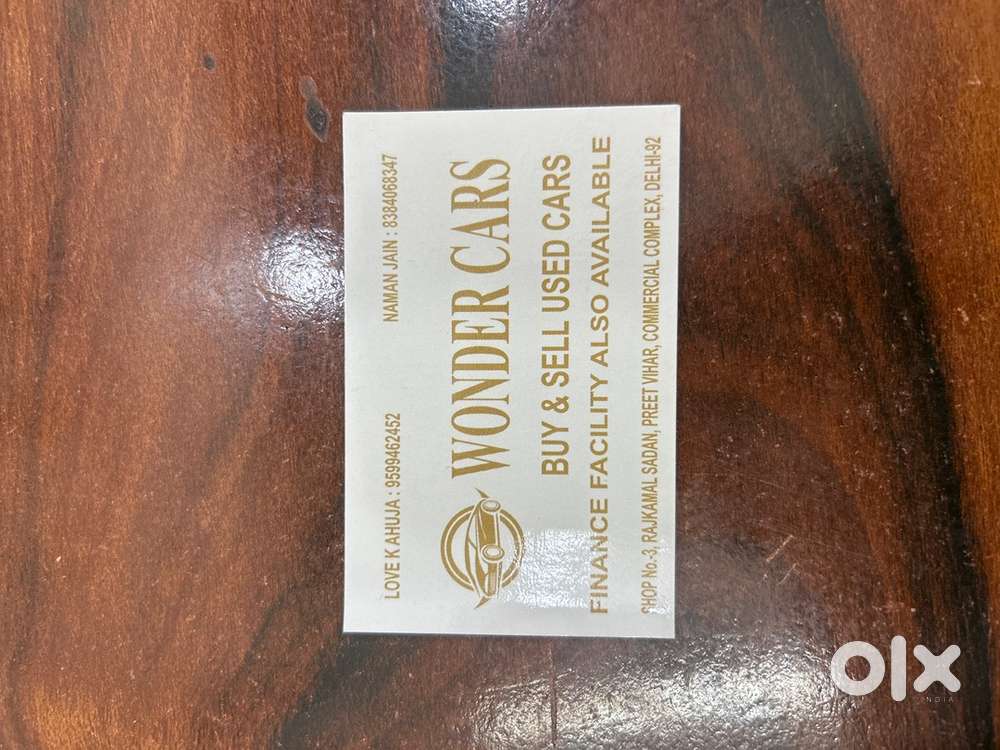 LOVE K AHUJA : 9599462452
NAMAN JAIN : 8384068347
WONDER CARS
BUY & SELL USED CARS
FINANCE FACILITY ALSO AVAILABLE
SHOP No.-3, RAJKAMAL SADAN, PREET VIHAR, COMMERCIAL COMPLEX, DELHI-92
olx
INDIA